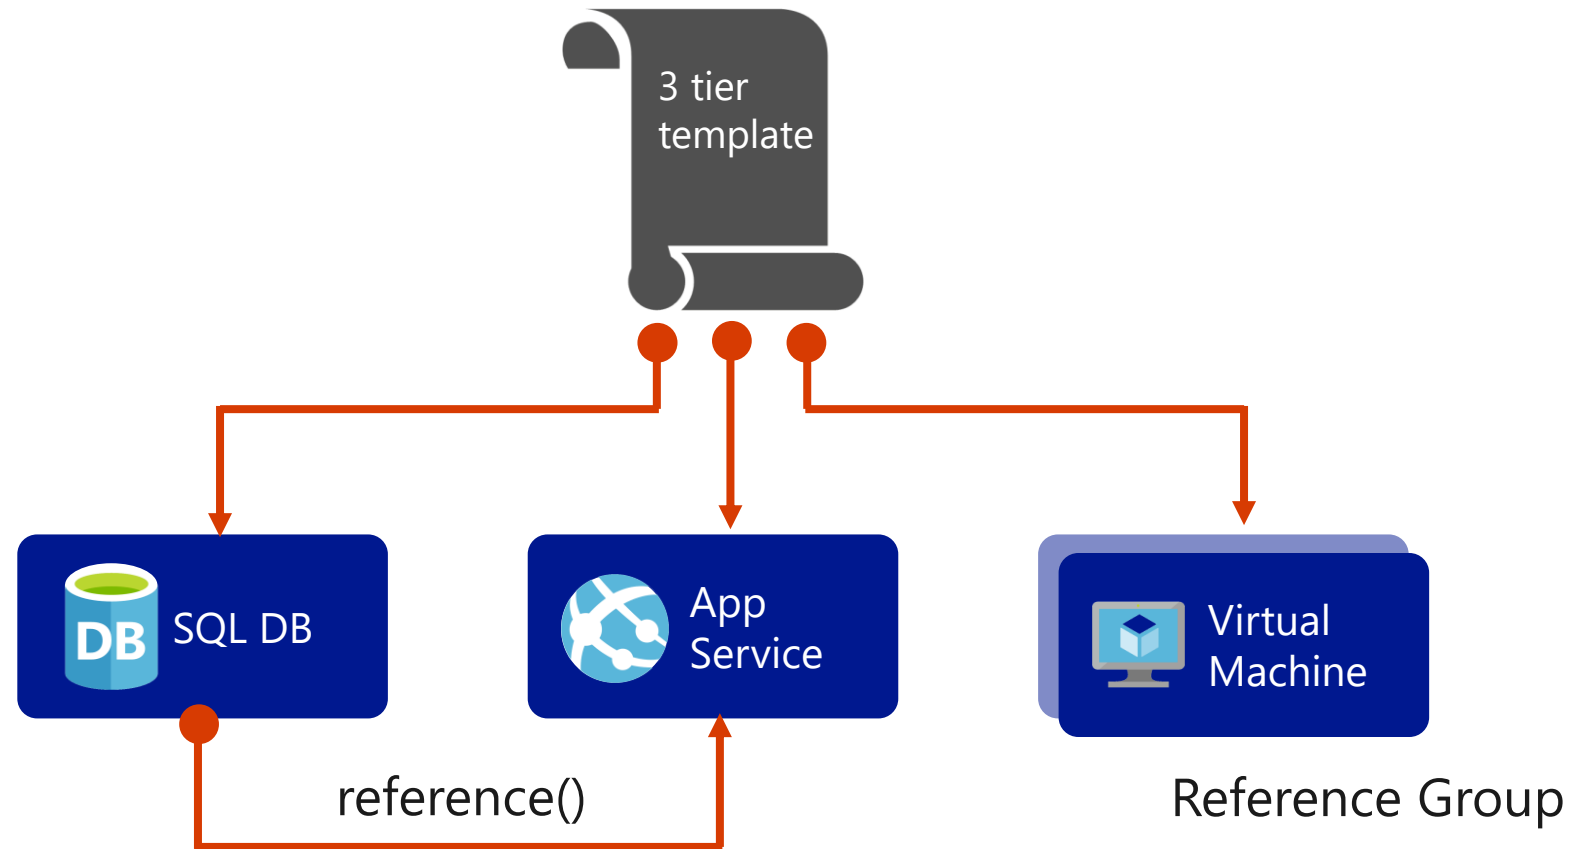 3 tier
template
DB
SQL DB
App
Service
Virtual
Machine
reference()
Reference Group